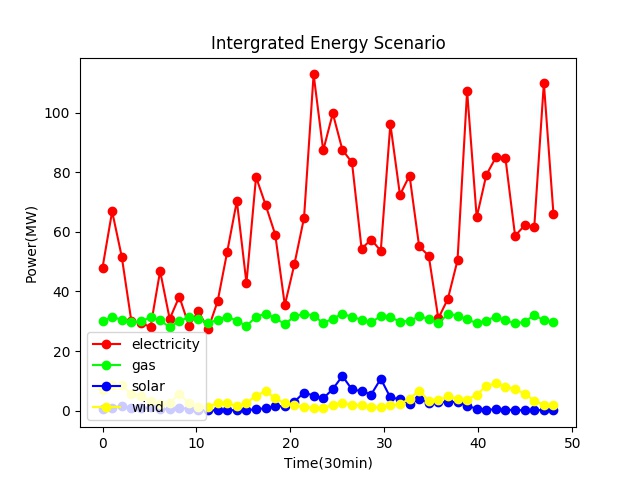 Intergrated Energy Scenario
Power(MW)
100
80
60
40
20
0
electricity
gas
solar
wind
0 10 20 30 40 50
Time(30min)